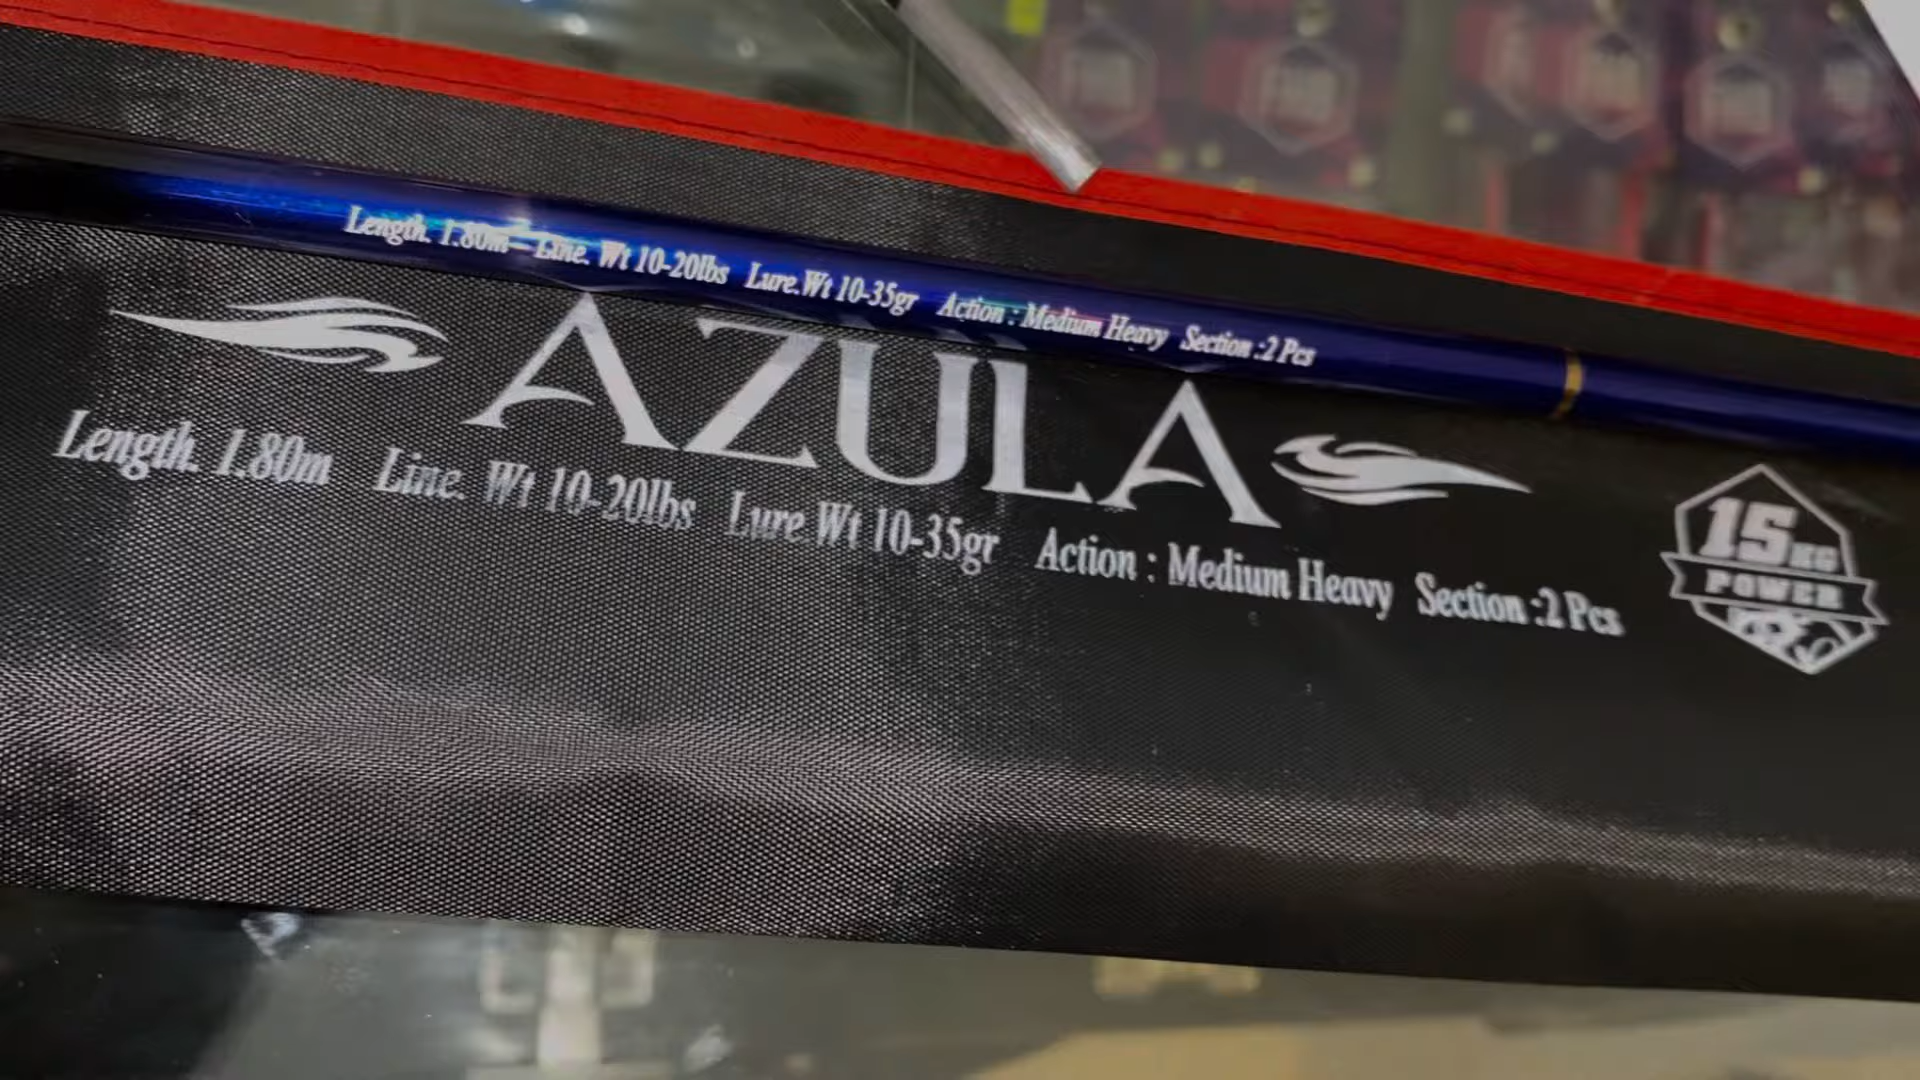 Length. 1.80m Line. Wt 10-20lbs Lure.Wt 10-35gr Action : Medium Heavy Section :2 Pcs
AZULA
Length. 1.80m Line. Wt 10-20lbs Lure.Wt 10-35gr Action : Medium Heavy Section :2 Pcs
15KG
POWER